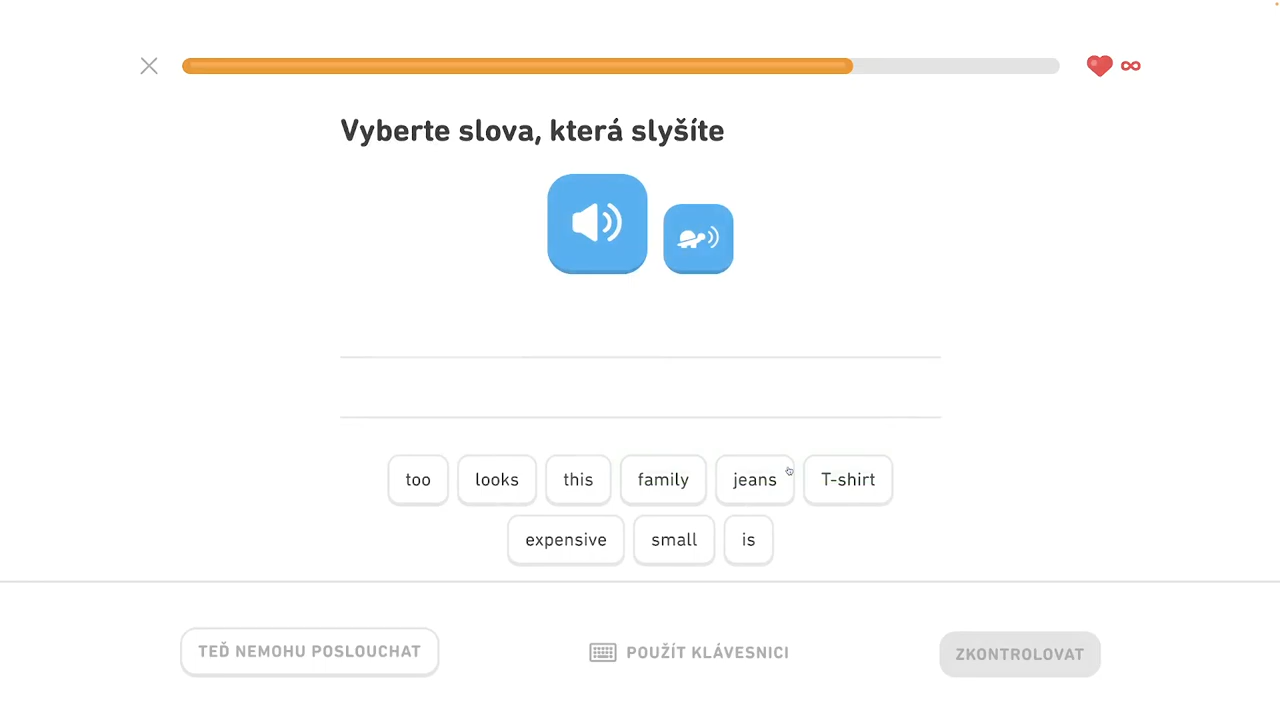 Vyberte slova, která slyšíte
too looks this family jeans T-shirt
expensive small is
TEĎ NEMOHU POSLOUCHAT POUŽÍT KLÁVESNICI ZKONTROLOVAT